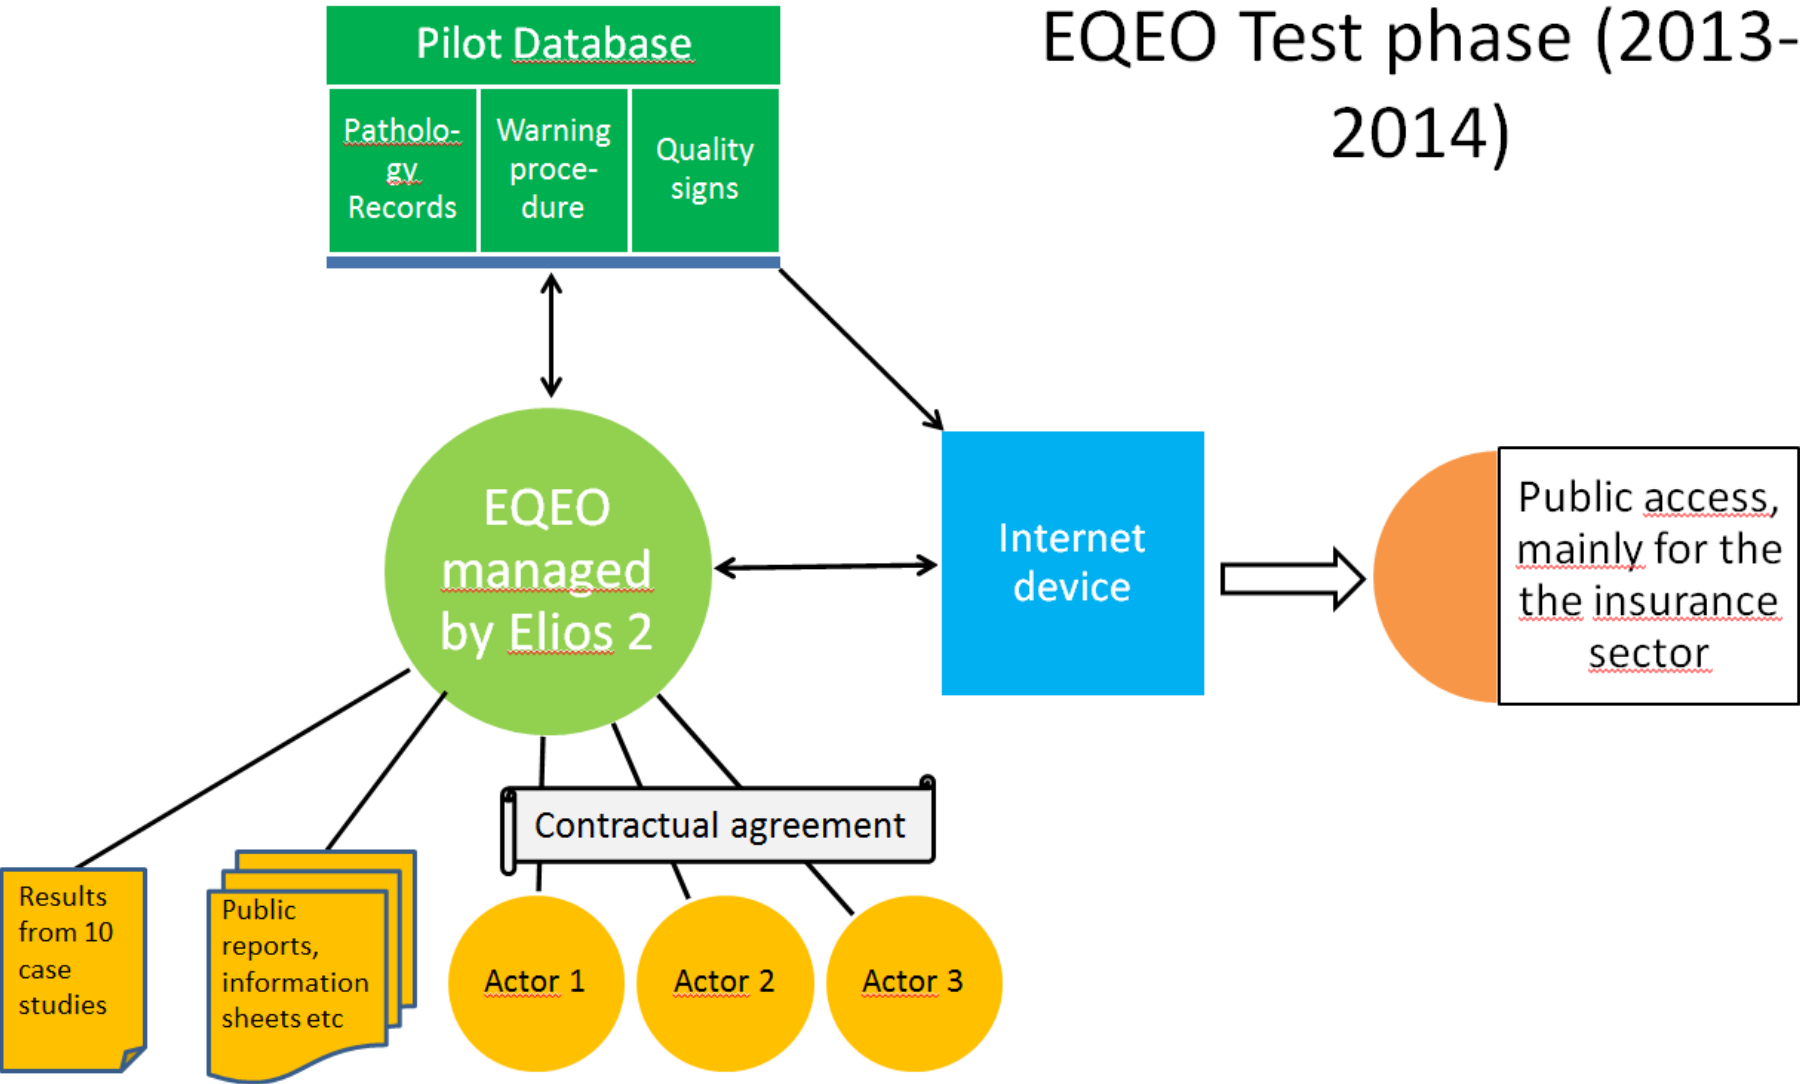 EQEO Test phase (2013-
2014)
Pilot Database
Patholo-
gy
Records
Warning
proce-
dure
Quality
signs
EQEO
managed
by Elios 2
Internet
device
Public access,
mainly for the
the insurance
sector
Contractual agreement
Results
from 10
case
studies
Public
reports,
information
sheets etc
Actor 1
Actor 2
Actor 3